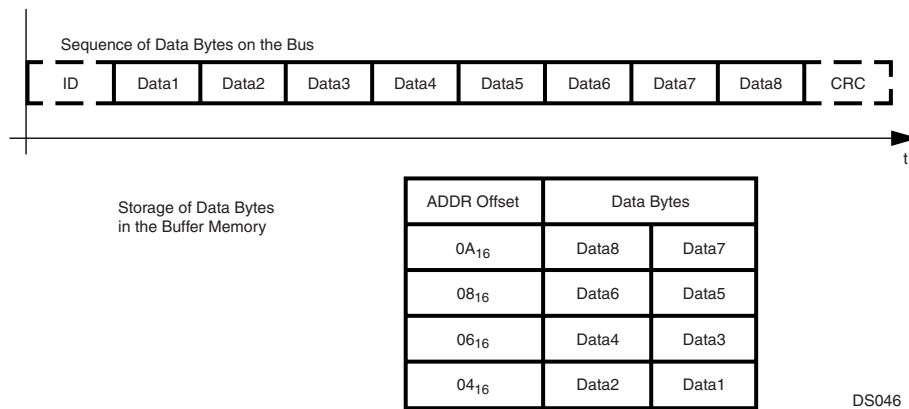 Sequence of Data Bytes on the Bus
ID Data1 Data2 Data3 Data4 Data5 Data6 Data7 Data8 CRC
t
Storage of Data Bytes
in the Buffer Memory
ADDR Offset Data Bytes
0A16 Data8 Data7
0816 Data6 Data5
0616 Data4 Data3
0416 Data2 Data1
DS046